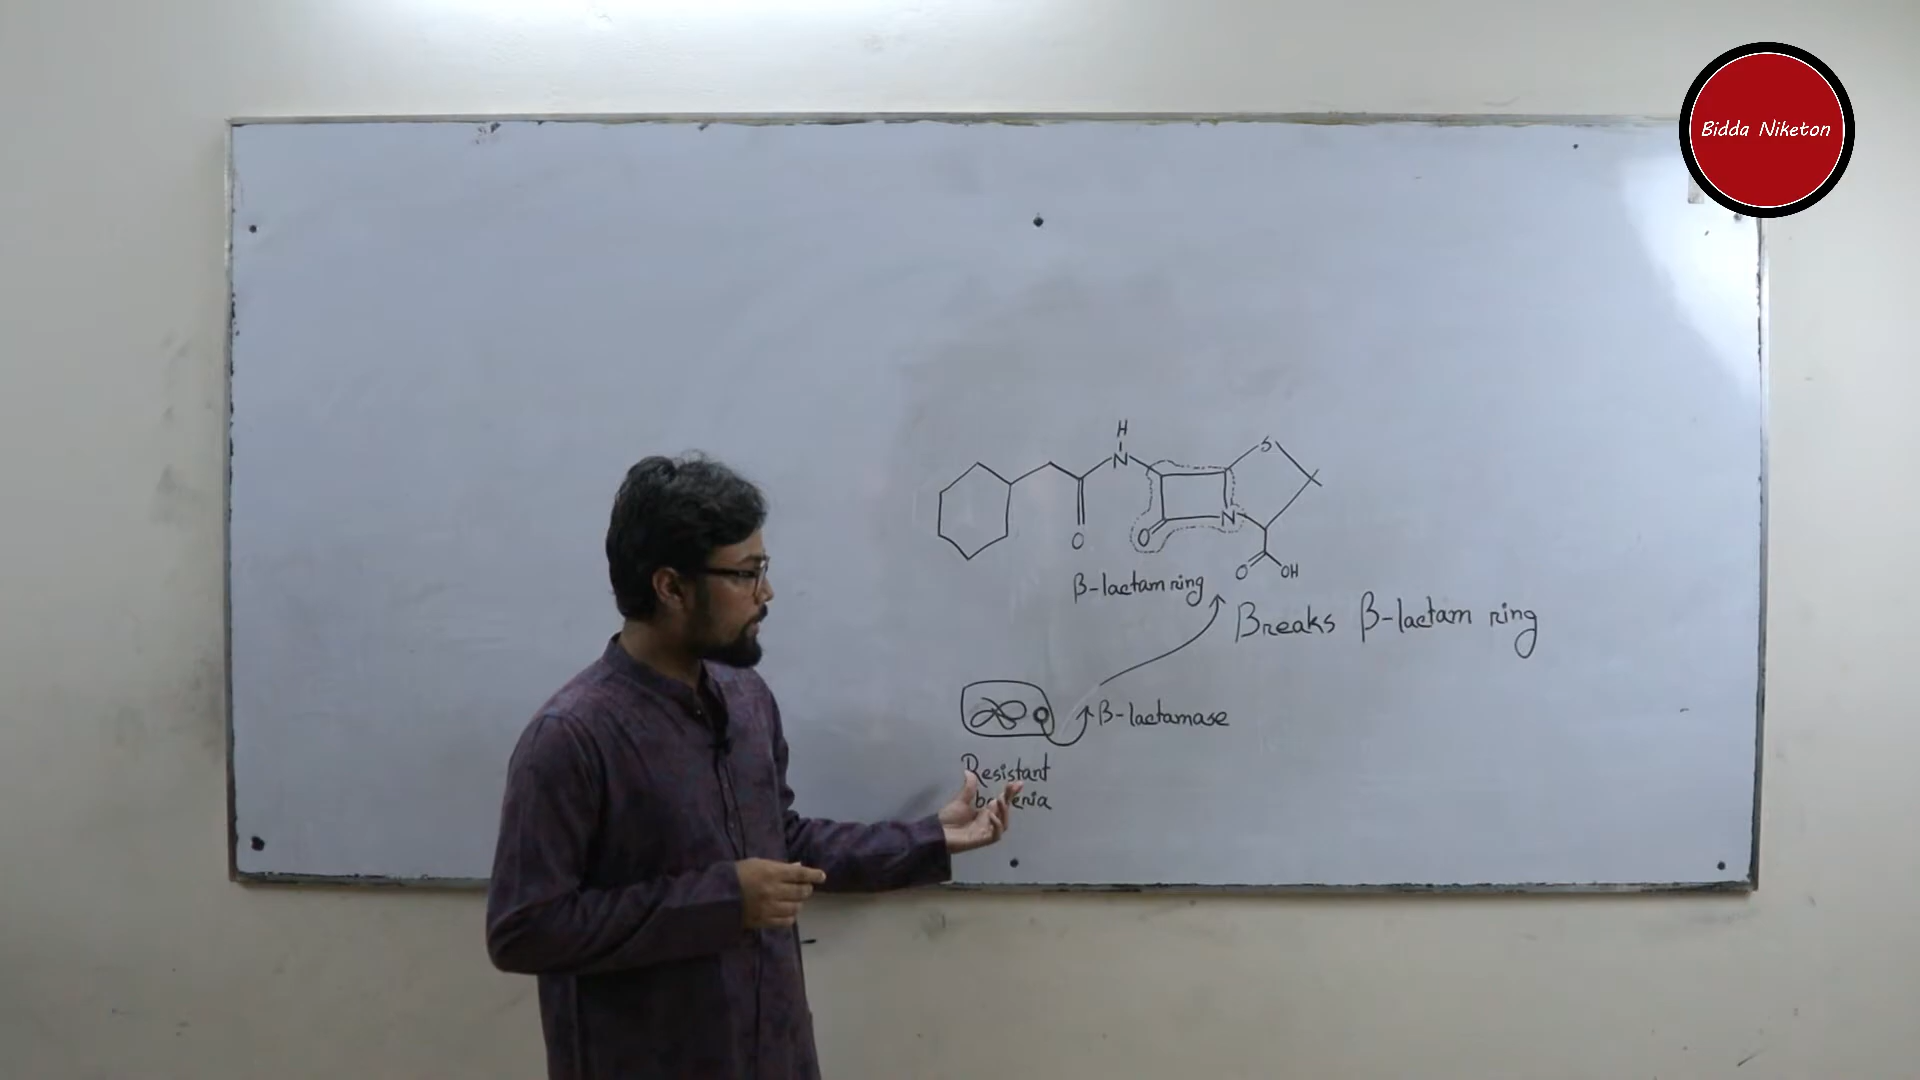 Bidda Niketon
H
N
S
O
O
N
O
OH
β-lactam ring
Breaks β-lactam ring
β-lactamase
Resistant